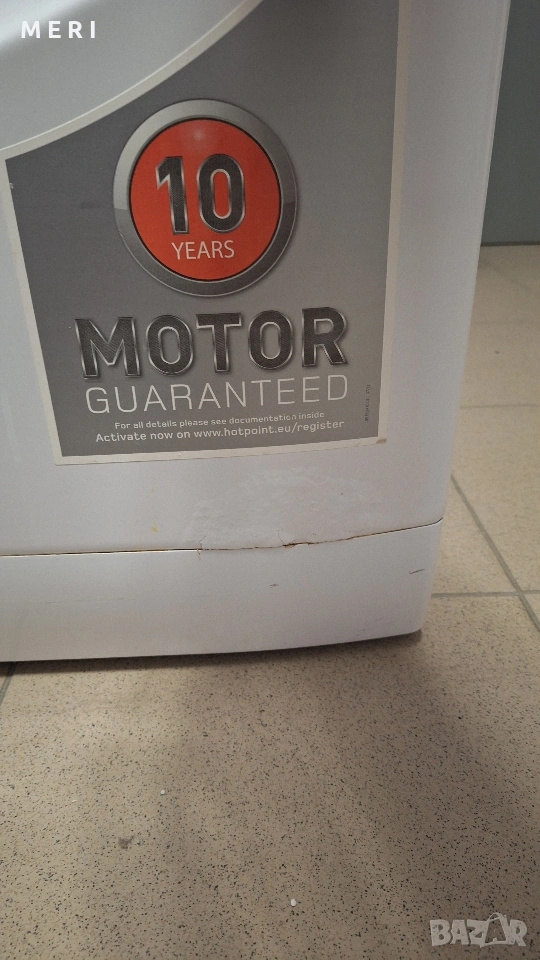 MERI
10
YEARS
MOTOR
GUARANTEED
For all details please see documentation inside
Activate now on www.hotpoint.eu/register
BAZAR